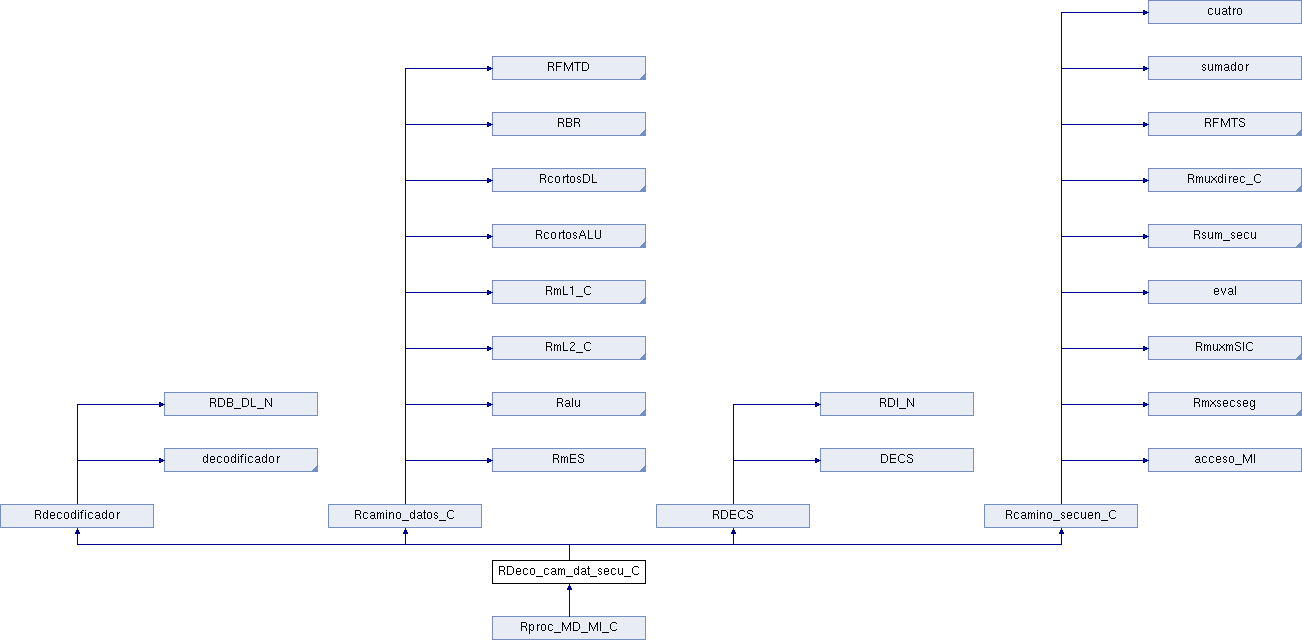 cuatro
RFMTD
sumador
RBR
RFMTS
RcortosDL
Rmuxdirec_C
RcortosALU
Rsum_secu
RmL1_C
eval
RmL2_C
RmuxmSIC
RDB_DL_N
Ralu
RDI_N
Rmxsecseg
decodificador
RmES
DECS
acceso_MI
Rdecodificador
Rcamino_datos_C
RDECS
Rcamino_secuen_C
RDeco_cam_dat_secu_C
Rproc_MD_MI_C